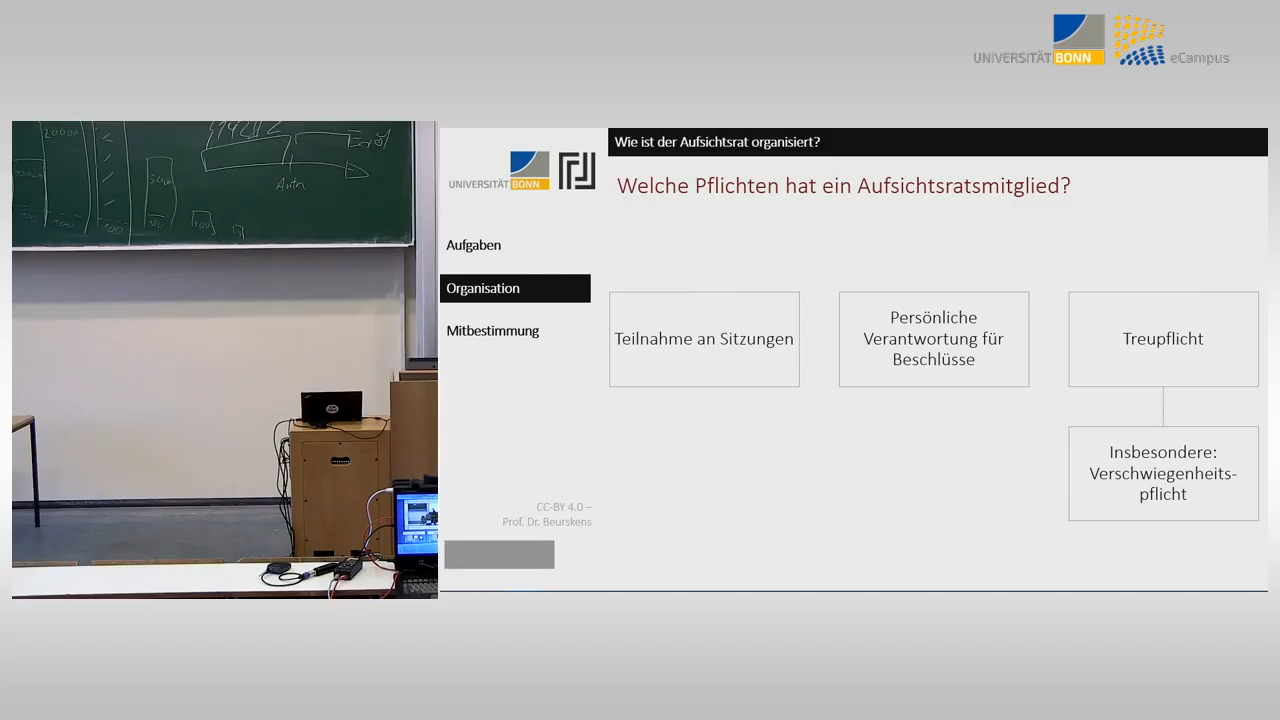 UNIVERSITÄT BONN eCampus
20000
Auto
Wie ist der Aufsichtsrat organisiert?
UNIVERSITÄT BONN
Welche Pflichten hat ein Aufsichtsratsmitglied?
Aufgaben
Organisation
Mitbestimmung
Teilnahme an Sitzungen
Persönliche
Verantwortung für
Beschlüsse
Treupflicht
Insbesondere:
Verschwiegenheits-
pflicht
CC-BY 4.0 –
Prof. Dr. Beurskens